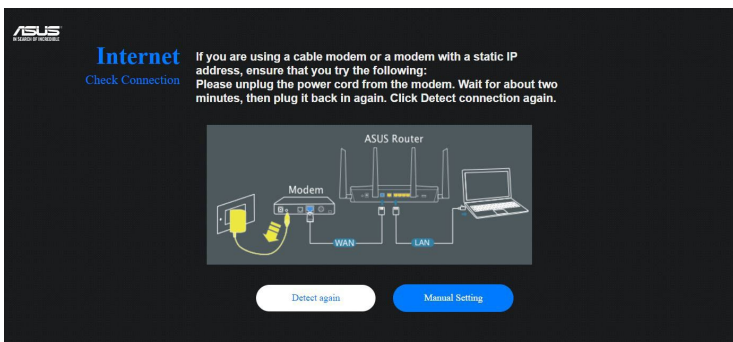 ASUS
IN SEARCH OF INCREDIBLE
Internet
Check Connection
If you are using a cable modem or a modem with a static IP
address, ensure that you try the following:
Please unplug the power cord from the modem. Wait for about two
minutes, then plug it back in again. Click Detect connection again.
ASUS Router
Modem
WAN
LAN
Detect again
Manual Setting